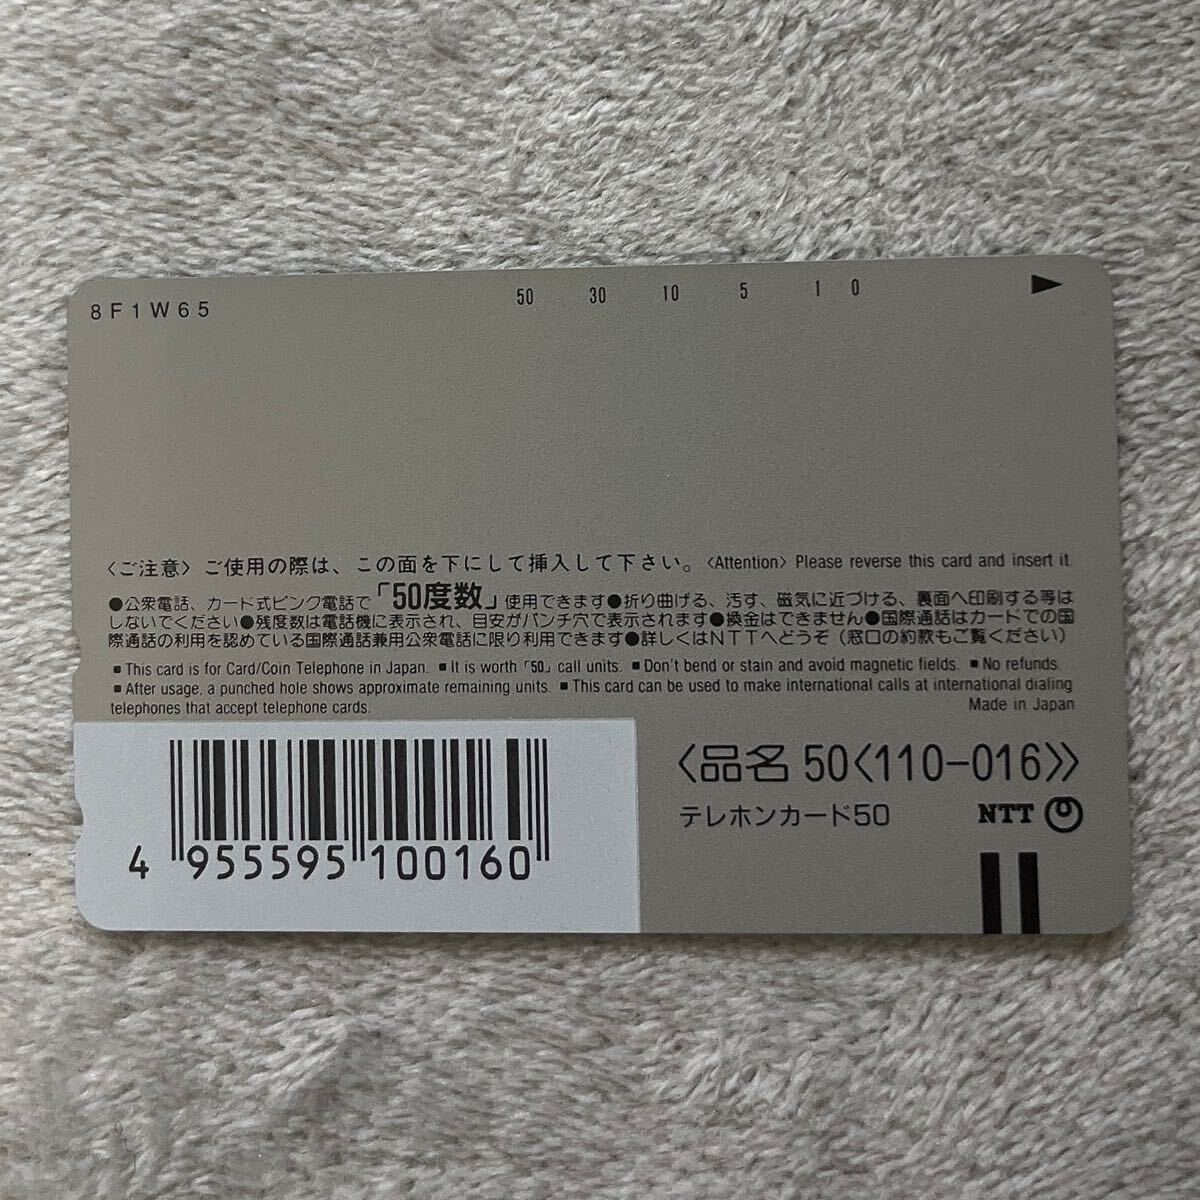 8F1W65
50 30 10 5 1 0 ▶
〈ご注意〉ご使用の際は、この面を下にして挿入して下さい。〈Attention〉Please reverse this card and insert it.
●公衆電話、カード式ピンク電話で「50度数」使用できます●折り曲げる、汚す、磁気に近づける、裏面へ印刷する等は
しないでください●残度数は電話機に表示され、目安がパンチ穴で表示されます●換金はできません●国際通話はカードでの国
際通話の利用を認めている国際通話兼用公衆電話に限り利用できます●詳しくはNTTへどうぞ（窓口の約款もご覧ください）
■ This card is for Card/Coin Telephone in Japan. ■ It is worth「50」call units. ■ Don't bend or stain and avoid magnetic fields. ■ No refunds.
■ After usage, a punched hole shows approximate remaining units. ■ This card can be used to make international calls at international dialing
telephones that accept telephone cards.
Made in Japan
〈品名 50〈110-016〉〉
テレホンカード50
NTT
4 955595 100160